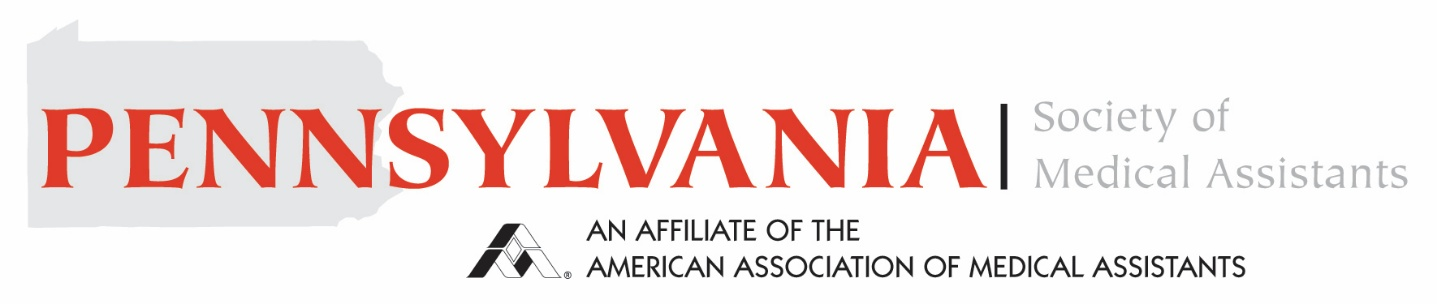 PENNSYLVANIA
Society of
Medical Assistants
AN AFFILIATE OF THE
® AMERICAN ASSOCIATION OF MEDICAL ASSISTANTS